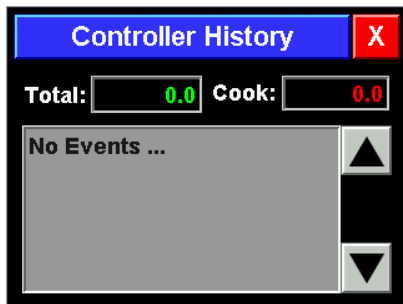 Controller History X
Total: 0.0 Cook: 0.0
No Events ...